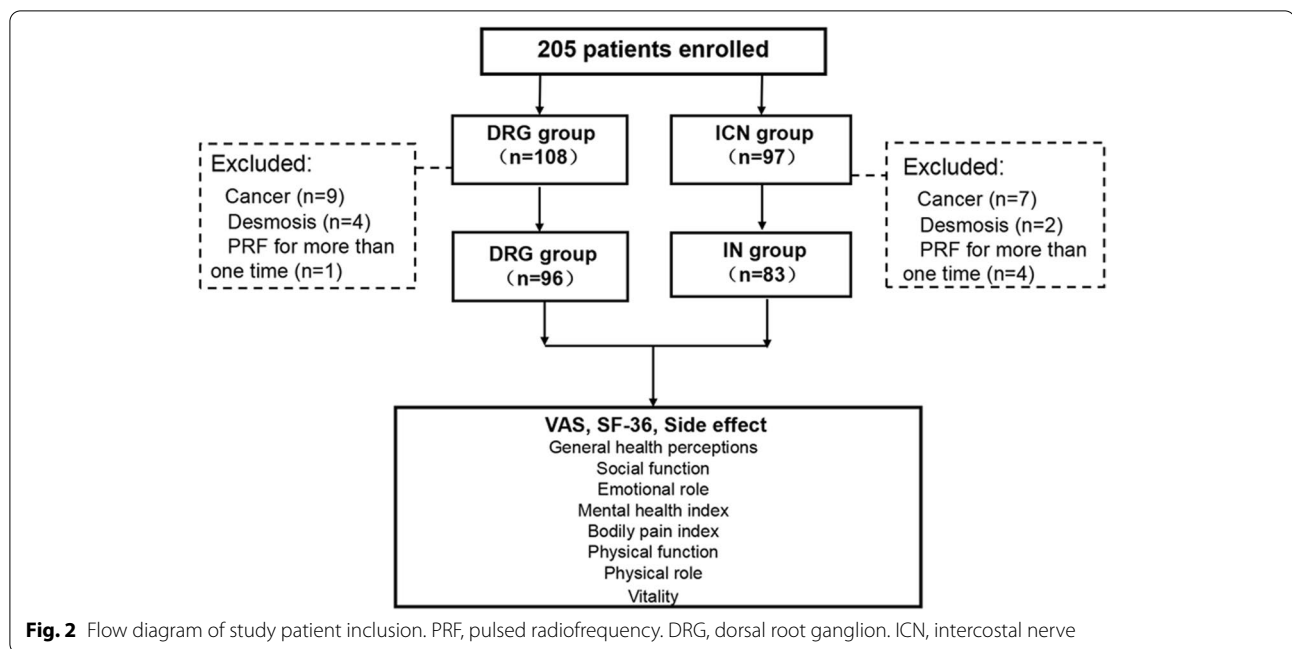 205 patients enrolled
DRG group
（n=108）
ICN group
（n=97）
Excluded:
Cancer (n=9)
Desmosis (n=4)
PRF for more than
one time (n=1)
Excluded:
Cancer (n=7)
Desmosis (n=2)
PRF for more than
one time (n=4)
DRG group
（n=96）
IN group
（n=83）
VAS, SF-36, Side effect
General health perceptions
Social function
Emotional role
Mental health index
Bodily pain index
Physical function
Physical role
Vitality
Fig. 2 Flow diagram of study patient inclusion. PRF, pulsed radiofrequency. DRG, dorsal root ganglion. ICN, intercostal nerve